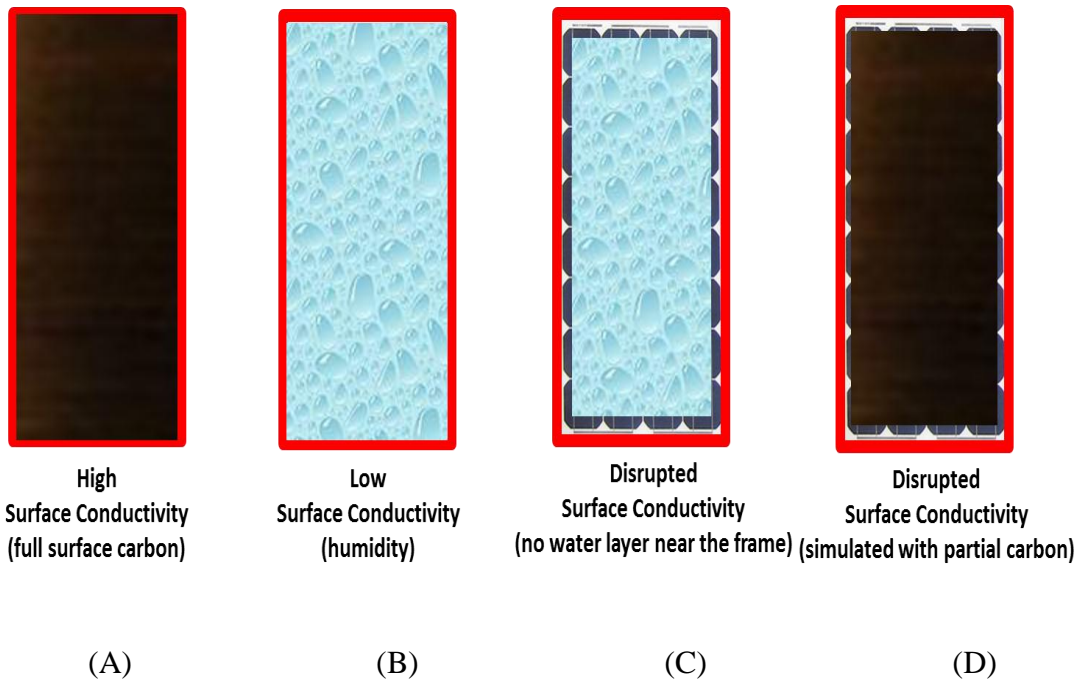 High
Surface Conductivity
(full surface carbon)
Low
Surface Conductivity
(humidity)
Disrupted
Surface Conductivity
(no water layer near the frame)
Disrupted
Surface Conductivity
(simulated with partial carbon)
(A)
(B)
(C)
(D)